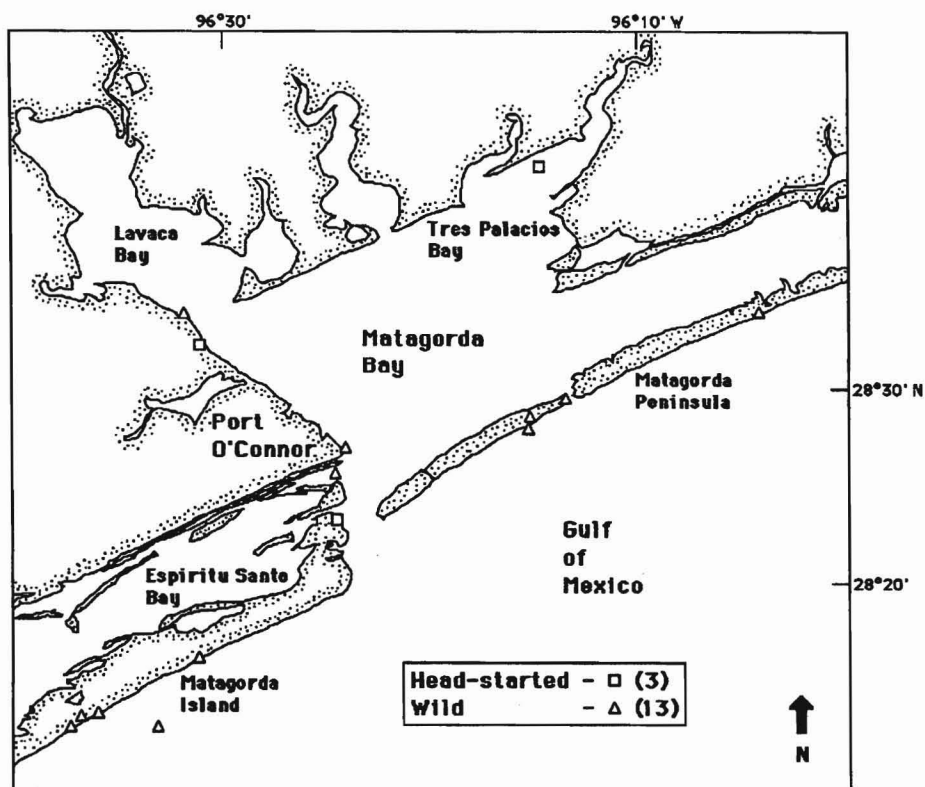 96°30'
96°10' W
Lavaca
Bay
Tres Palacios
Bay
Matagorda
Bay
Matagorda
Peninsula
28°30' N
Port
O'Connor
Gulf
of
Mexico
Espiritu Santo
Bay
28°20'
Matagorda
Island
Head-started - □ (3)
Wild - △ (13)
N